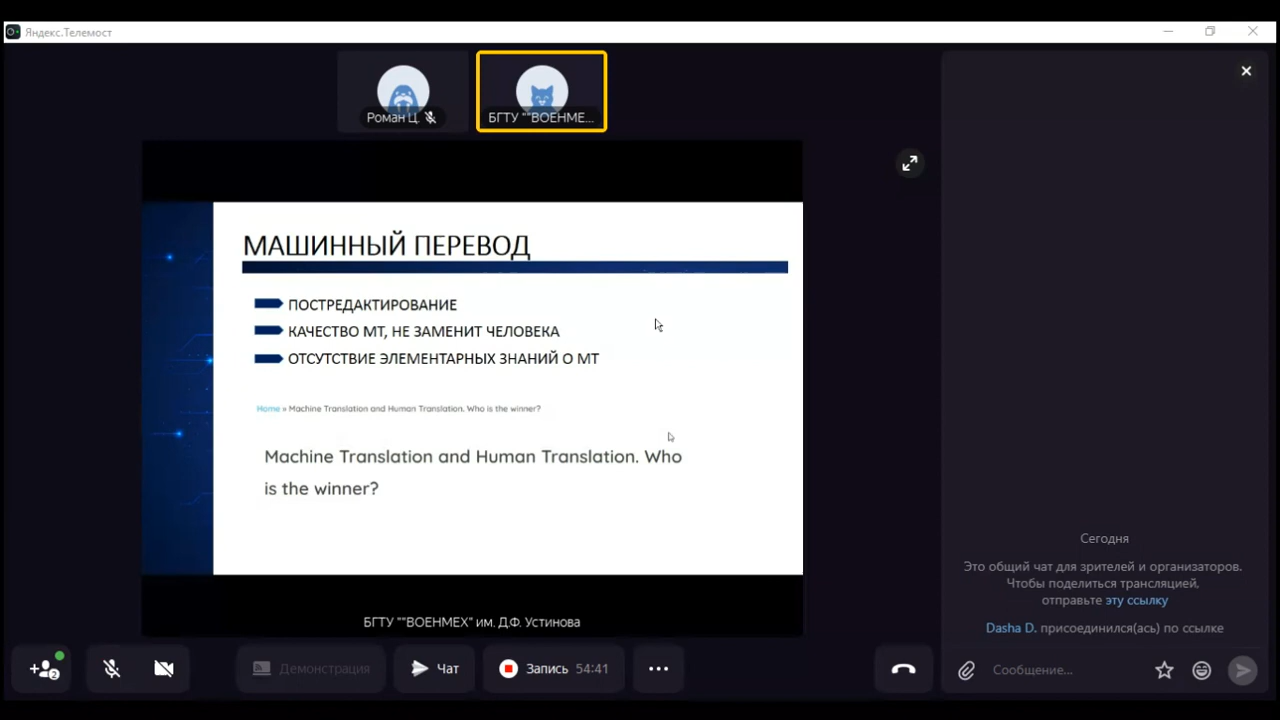 Яндекс.Телемост
Роман Ц.
БГТУ ""ВОЕНМЕ...
МАШИННЫЙ ПЕРЕВОД
ПОСТРЕДАКТИРОВАНИЕ
КАЧЕСТВО МТ, НЕ ЗАМЕНИТ ЧЕЛОВЕКА
ОТСУТСТВИЕ ЭЛЕМЕНТАРНЫХ ЗНАНИЙ О МТ
Home » Machine Translation and Human Translation. Who is the winner?
Machine Translation and Human Translation. Who
is the winner?
БГТУ ""ВОЕНМЕХ" им. Д.Ф. Устинова
Сегодня
Это общий чат для зрителей и организаторов.
Чтобы поделиться трансляцией,
отправьте эту ссылку
Dasha D. присоединился(ась) по ссылке
2
Демонстрация
Чат
Запись 54:41
Сообщение...